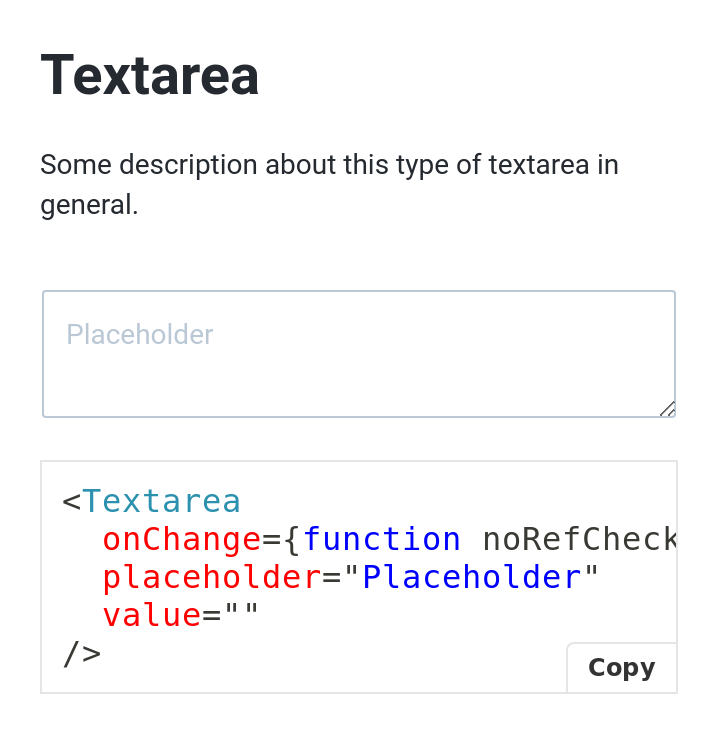 Textarea
Some description about this type of textarea in
general.
Placeholder
<Textarea
  onChange={function noRefCheck
  placeholder="Placeholder"
  value=""
/>
Copy